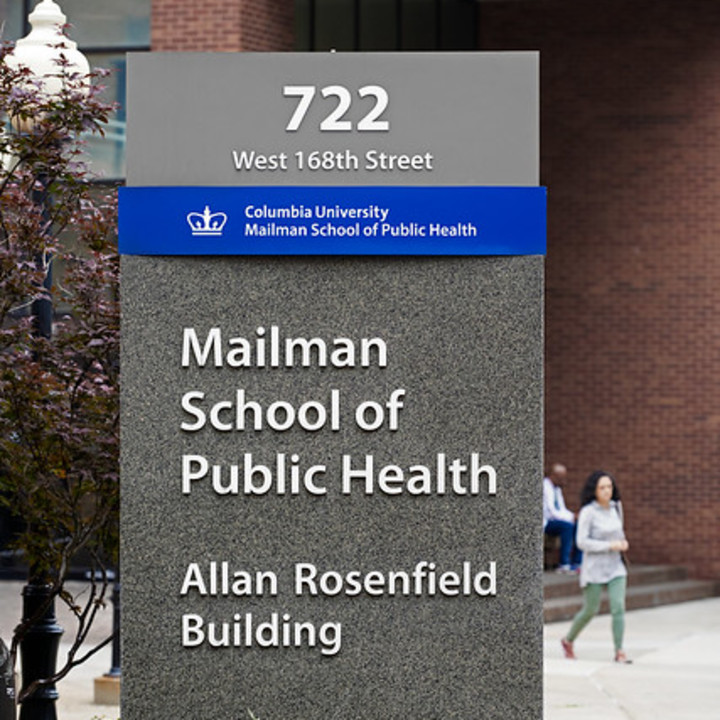 722
West 168th Street
Columbia University
Mailman School of Public Health
Mailman
School of
Public Health
Allan Rosenfield
Building